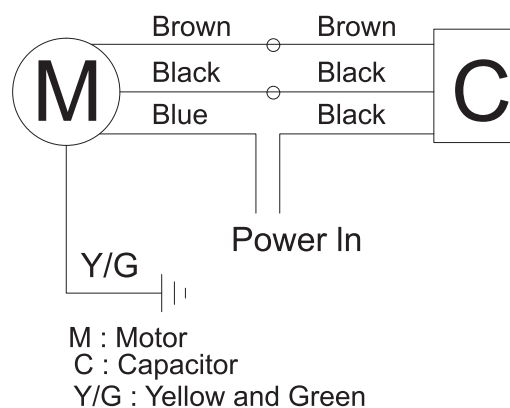 Brown Brown
M Black Black C
Blue Black
Power In
Y/G
M : Motor
C : Capacitor
Y/G : Yellow and Green